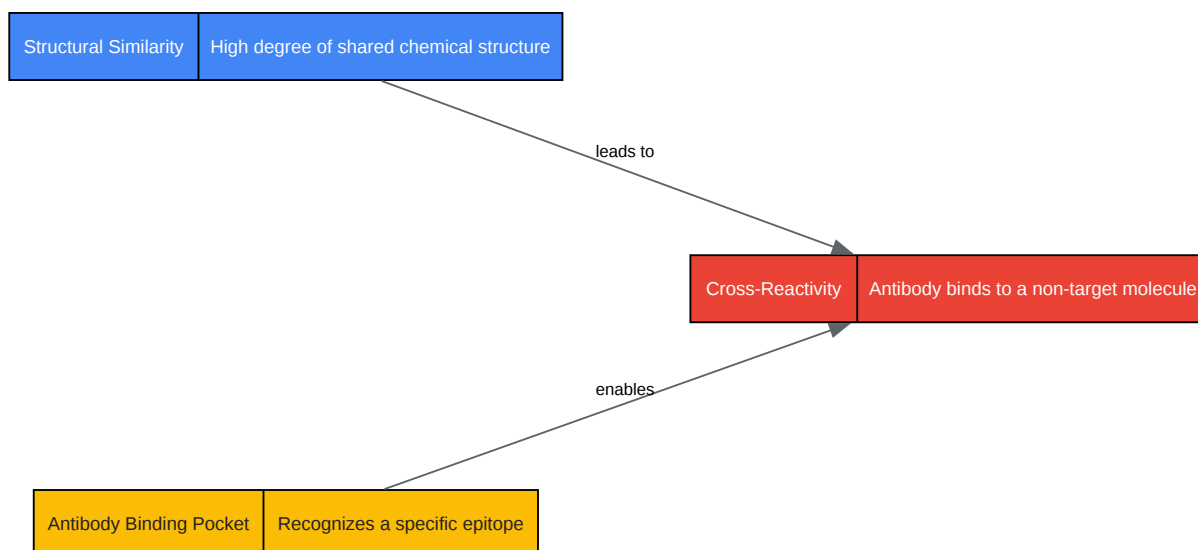 Structural Similarity
High degree of shared chemical structure
leads to
Cross-Reactivity
Antibody binds to a non-target molecule
enables
Antibody Binding Pocket
Recognizes a specific epitope